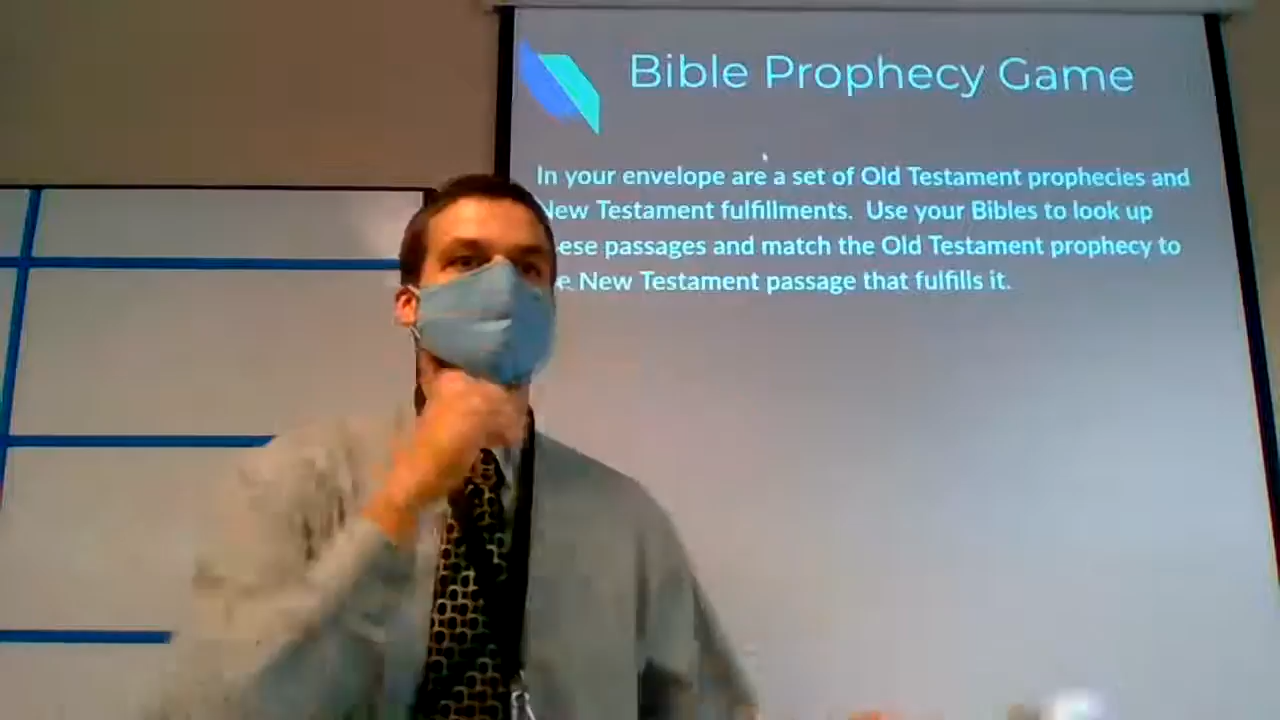 Bible Prophecy Game
In your envelope are a set of Old Testament prophecies and
New Testament fulfillments. Use your Bibles to look up
ese passages and match the Old Testament prophecy to
e New Testament passage that fulfills it.